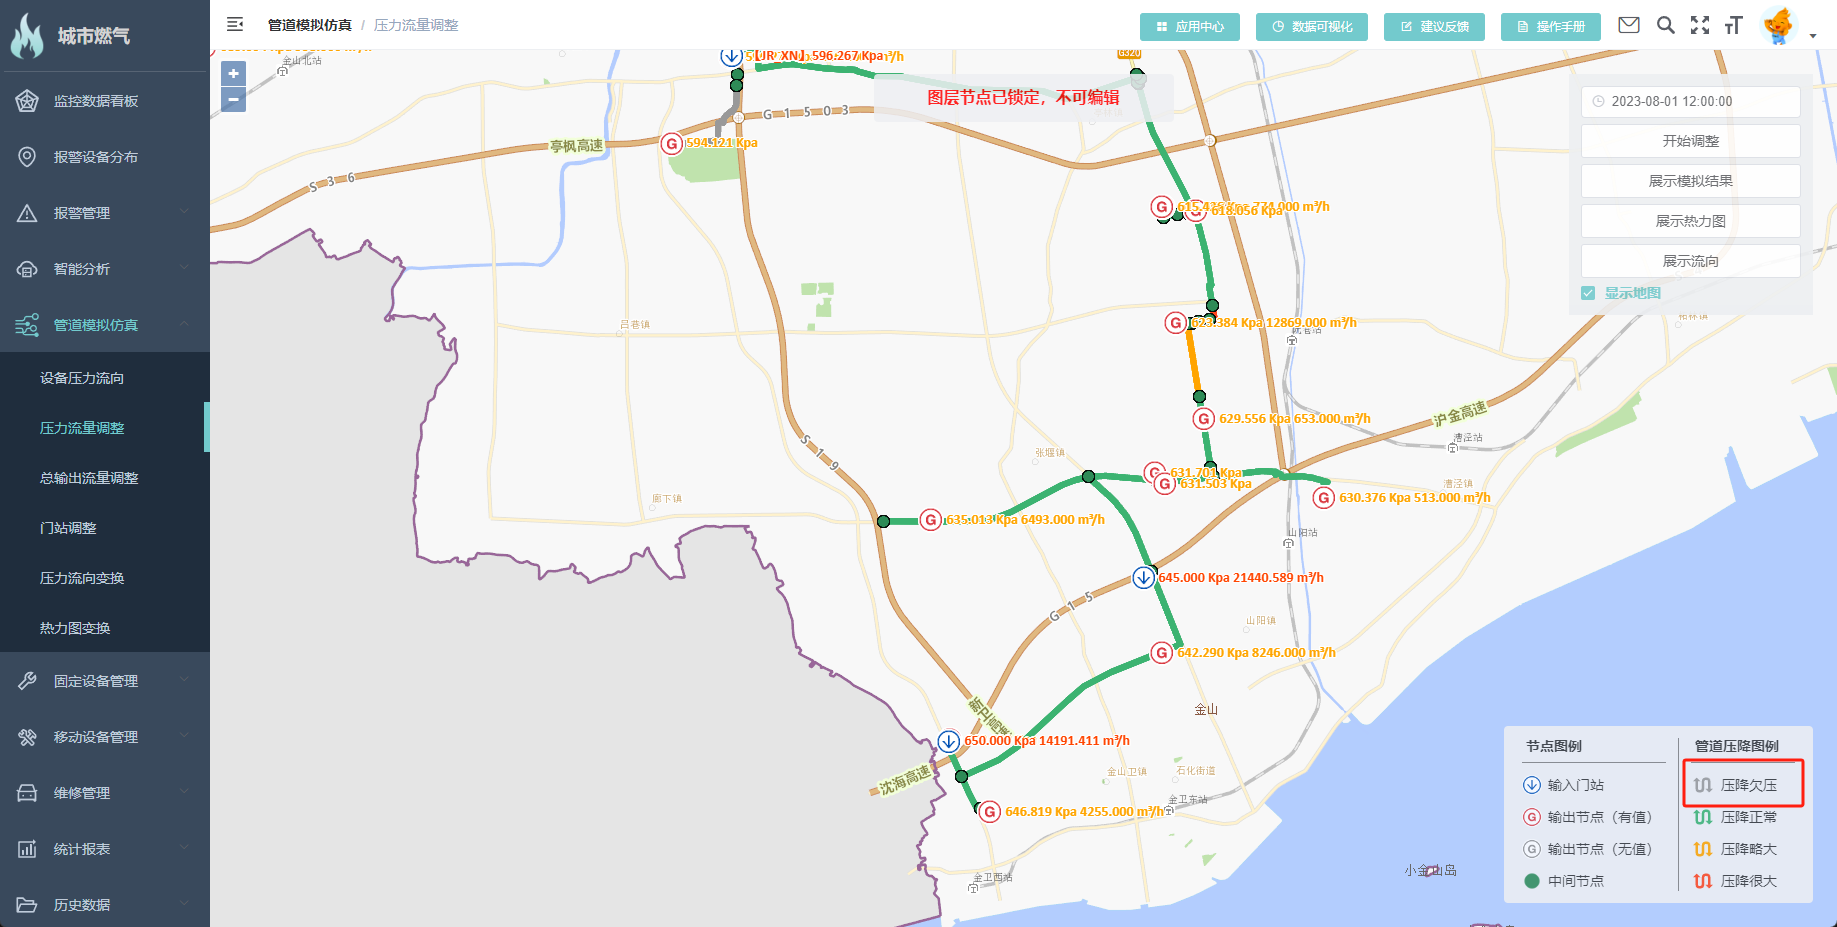 城市燃气
管道模拟仿真 / 压力流量调整
应用中心
数据可视化
建议反馈
操作手册
监控数据看板
报警设备分布
报警管理
智能分析
管道模拟仿真
设备压力流向
压力流量调整
总输出流量调整
门站调整
压力流向变换
热力图变换
固定设备管理
移动设备管理
维修管理
统计报表
历史数据
+
−
图层节点已锁定，不可编辑
2023-08-01 12:00:00
开始调整
展示模拟结果
展示热力图
展示流向
显示地图
金山北站
【JR_XN】596.267 Kpa
m³/h
G320
G1503
亭枫高速
G 594.121 Kpa
S36
G
G 618.056 Kpa
000 m³/h
吕巷镇
G 623.384 Kpa 12869.000 m³/h
G 629.556 Kpa 653.000 m³/h
沪金高速
漕泾站
S19
张堰镇
G 631.701 Kpa
G 631.503 Kpa
漕泾镇
廊下镇
G 630.376 Kpa 513.000 m³/h
G 635.013 Kpa 6493.000 m³/h
山阳站
645.000 Kpa 21440.589 m³/h
G15
山阳镇
G 642.290 Kpa 8246.000 m³/h
金山
新卫高速
650.000 Kpa 14191.411 m³/h
沈海高速
金山卫镇
石化街道
金卫东站
G 646.819 Kpa 4255.000 m³/h
金卫西站
小金山岛
节点图例
输入门站
G 输出节点（有值）
G 输出节点（无值）
中间节点
管道压降图例
压降欠压
压降正常
压降略大
压降很大